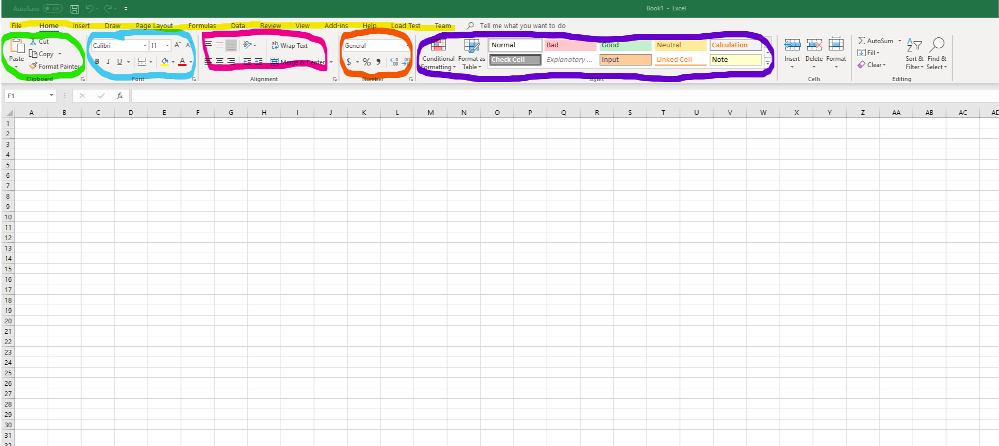 AutoSave Off
Book1 - Excel
File Home Insert Draw Page Layout Formulas Data Review View Add-ins Help Load Test Team Tell me what you want to do
Paste
Cut
Copy
Format Painter
Clipboard
Calibri 11 A A
B I U A
Font
ab Wrap Text
Merge & Center
Alignment
General
$ % , .00 .00
Number
Conditional Formatting
Format as Table
Normal Bad Good Neutral Calculation
Check Cell Explanatory ... Input Linked Cell Note
Styles
Insert Delete Format
Cells
AutoSum
Fill
Clear
Sort & Filter
Find & Select
Editing
E1 fx
A B C D E F G H I J K L M N O P Q R S T U V W X Y Z AA AB AC AD
1
2
3
4
5
6
7
8
9
10
11
12
13
14
15
16
17
18
19
20
21
22
23
24
25
26
27
28
29
30
31
32